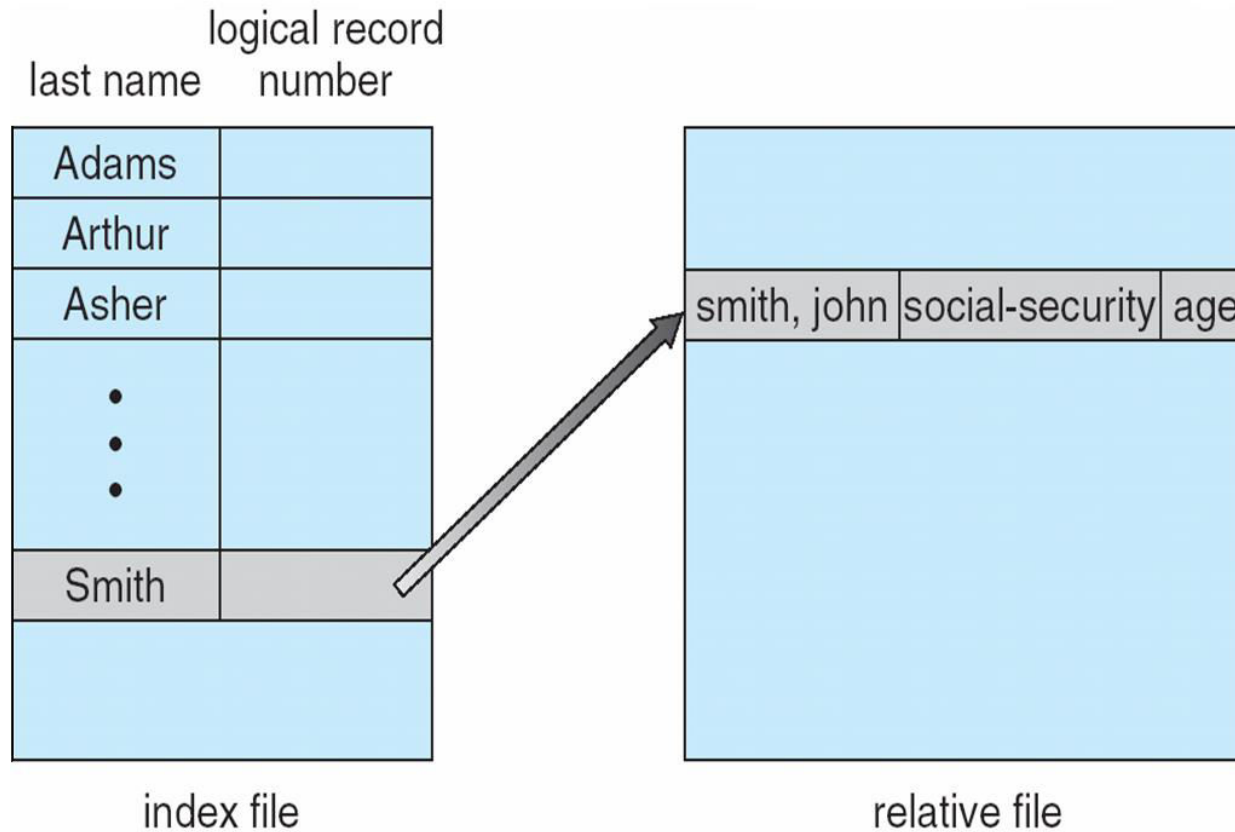 logical record
last name number
Adams
Arthur
Asher
Smith
smith, john social-security age
index file relative file